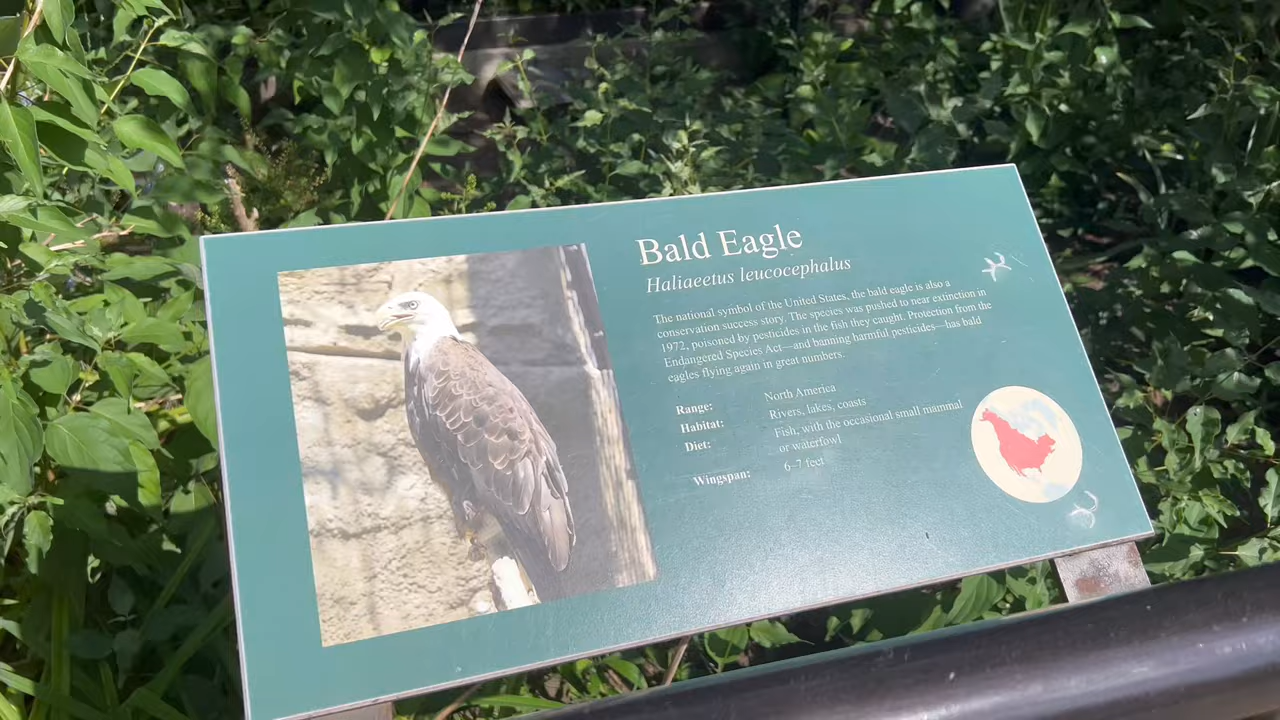 Bald Eagle
Haliaeetus leucocephalus
The national symbol of the United States, the bald eagle is also a
conservation success story. The species was pushed to near extinction in
1972, poisoned by pesticides in the fish they caught. Protection from the
Endangered Species Act—and banning harmful pesticides—has bald
eagles flying again in great numbers.
Range: North America
Habitat: Rivers, lakes, coasts
Diet: Fish, with the occasional small mammal
or waterfowl
Wingspan: 6–7 feet